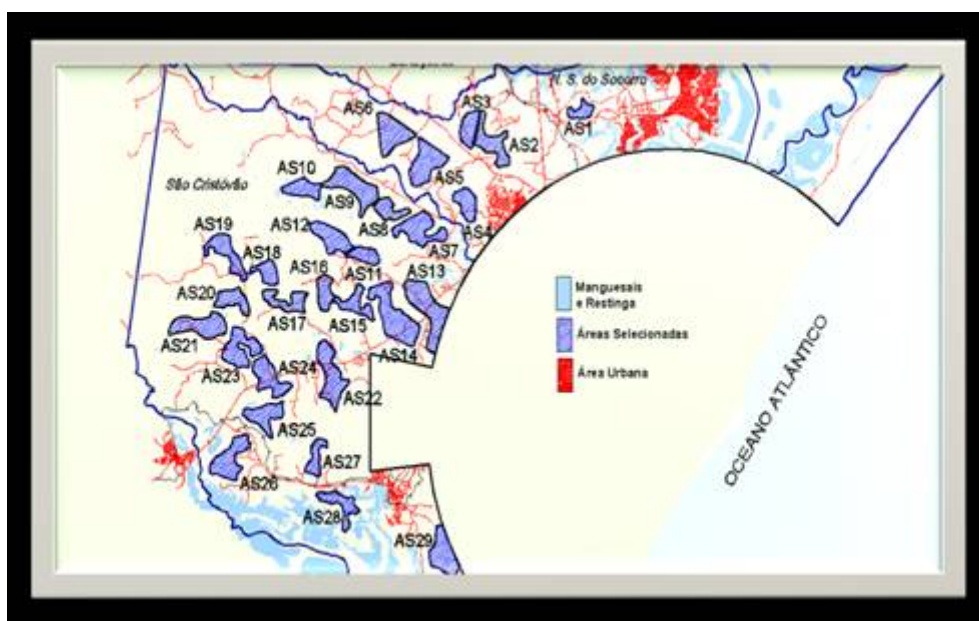 N. S. do Socorro
AS3
AS6
AS1
AS2
AS5
AS10
São Cristóvão
AS9
AS8
AS4
AS12
AS7
AS19
AS18
AS11
AS16
AS13
AS20
AS17
AS15
AS21
AS14
AS24
AS23
AS22
AS25
AS27
AS26
AS28
AS29
Manguesais
e Restinga
Áreas Selecionadas
Área Urbana
OCEANO ATLÂNTICO